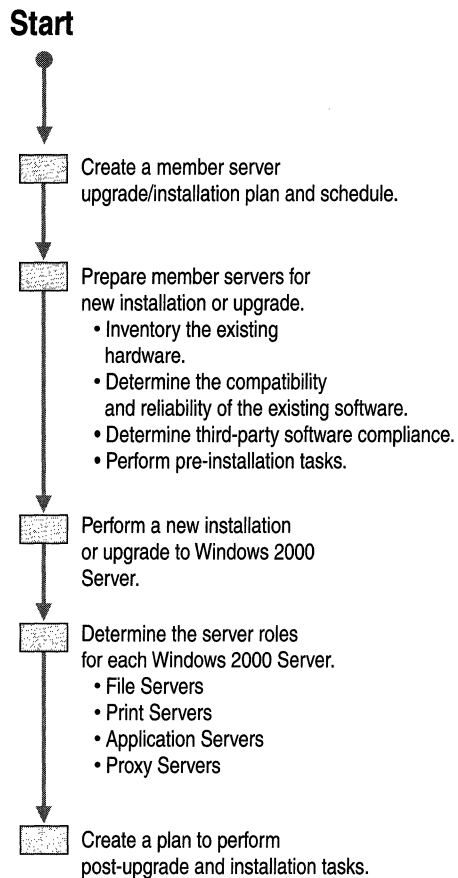 Start
Create a member server
upgrade/installation plan and schedule.
Prepare member servers for
new installation or upgrade.
• Inventory the existing
hardware.
• Determine the compatibility
and reliability of the existing software.
• Determine third-party software compliance.
• Perform pre-installation tasks.
Perform a new installation
or upgrade to Windows 2000
Server.
Determine the server roles
for each Windows 2000 Server.
• File Servers
• Print Servers
• Application Servers
• Proxy Servers
Create a plan to perform
post-upgrade and installation tasks.